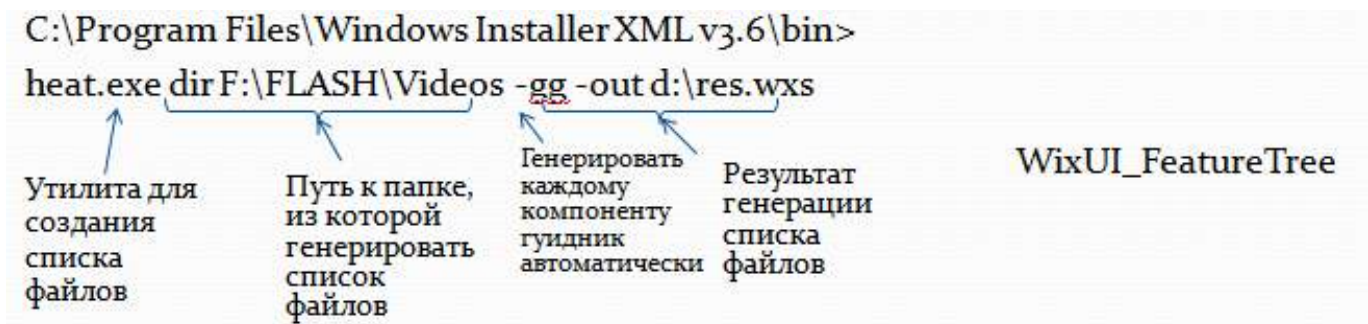 C:\Program Files\Windows Installer XML v3.6\bin>
heat.exe dir F:\FLASH\Videos -gg -out d:\res.wxs
Утилита для
создания
списка
файлов
Путь к папке,
из которой
генерировать
список
файлов
Генерировать
каждому
компоненту
гуидник
автоматически
Результат
генерации
списка
файлов
WixUI_FeatureTree